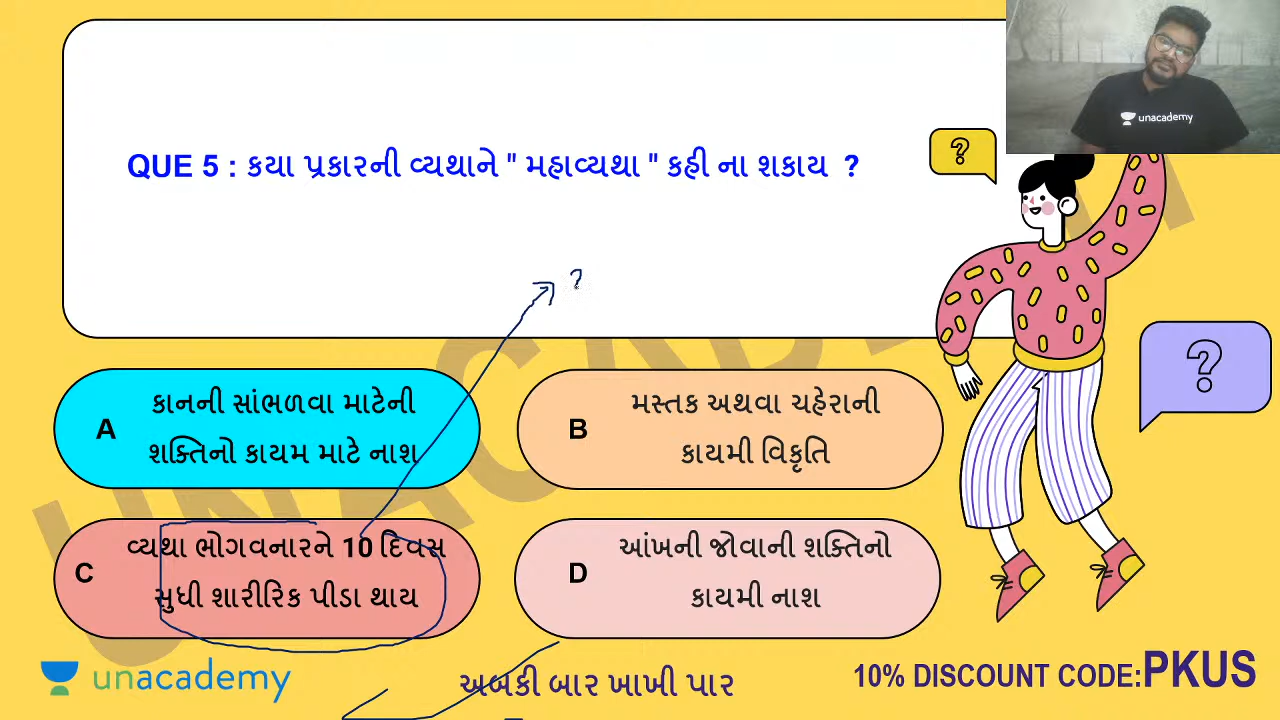 unacademy
QUE 5 : કયા પ્રકારની વ્યથાને " મહાવ્યથા " કહી ના શકાય ?
?
?
?
A
કાનની સાંભળવા માટેની
શક્તિનો કાયમ માટે નાશ
B
મસ્તક અથવા ચહેરાની
કાયમી વિકૃતિ
C
વ્યથા ભોગવનારને 10 દિવસ
સુધી શારીરિક પીડા થાય
D
આંખની જોવાની શક્તિનો
કાયમી નાશ
UNACADEMY
unacademy
અબકી બાર ખાખી પાર
10% DISCOUNT CODE:PKUS